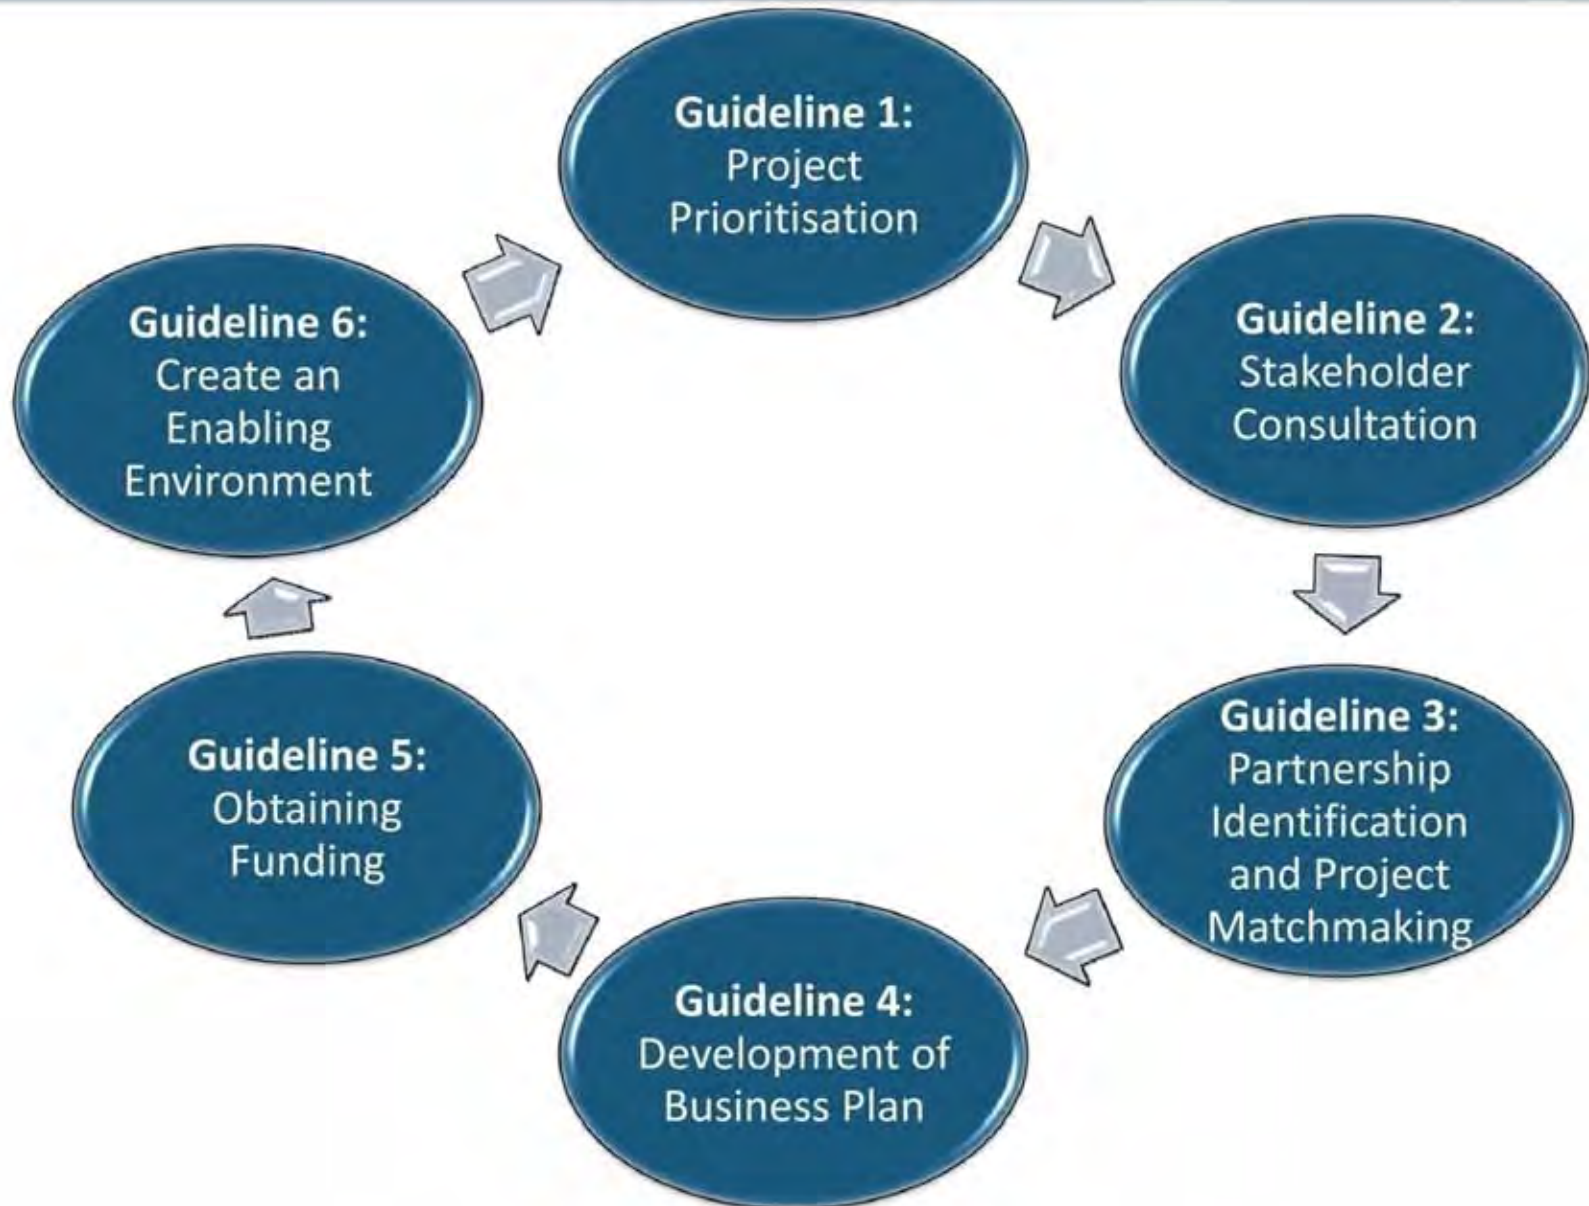 Guideline 1:
Project
Prioritisation
Guideline 2:
Stakeholder
Consultation
Guideline 3:
Partnership
Identification
and Project
Matchmaking
Guideline 4:
Development of
Business Plan
Guideline 5:
Obtaining
Funding
Guideline 6:
Create an
Enabling
Environment